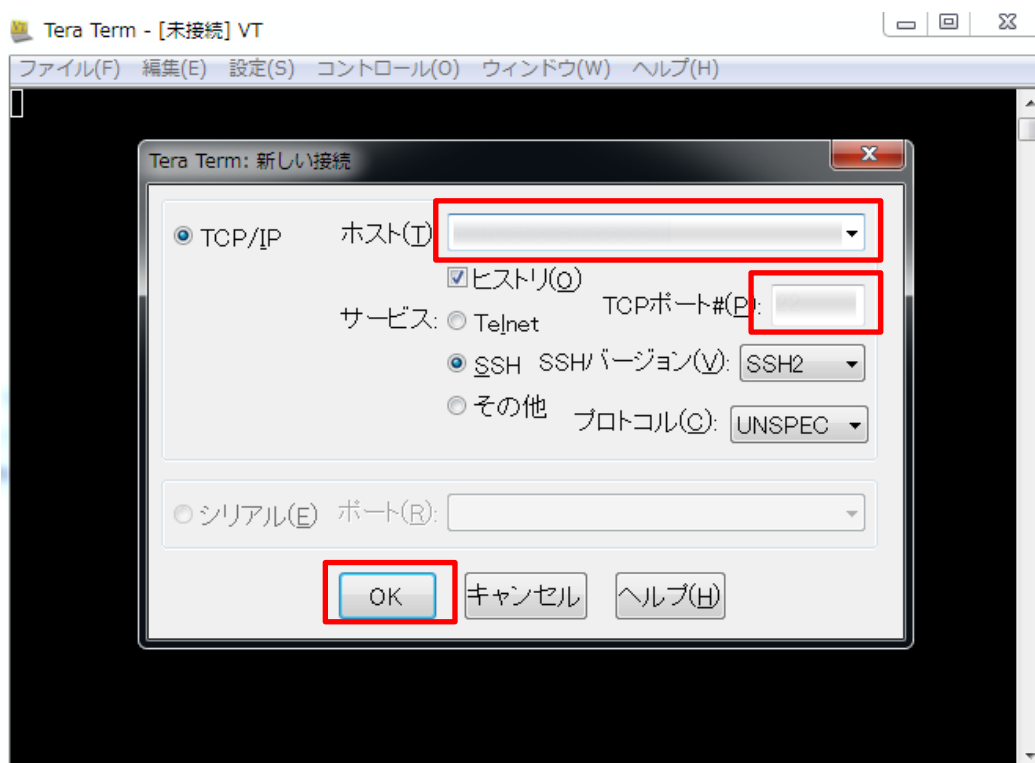 Tera Term - [未接続] VT
ファイル(F) 編集(E) 設定(S) コントロール(O) ウィンドウ(W) ヘルプ(H)
Tera Term: 新しい接続
TCP/IP ホスト(T)
ヒストリ(O)
TCPポート#(P):
サービス: Telnet
SSH SSHバージョン(V): SSH2
その他 プロトコル(C): UNSPEC
シリアル(E) ポート(R):
OK キャンセル ヘルプ(H)